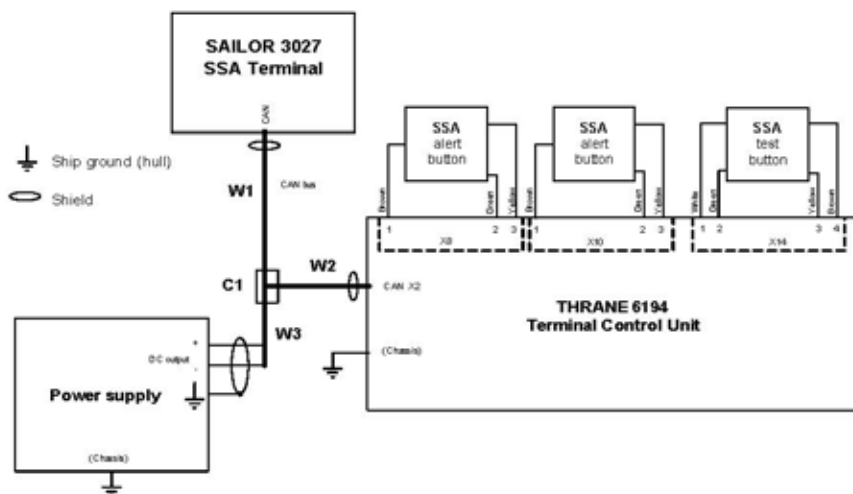 SAILOR 3027
SSA Terminal
CAN
Ship ground (hull)
Shield
W1
CAN bus
SSA
alert
button
SSA
alert
button
SSA
test
button
Brown
Green
Yellow
Brown
Green
Yellow
White
Green
Yellow
Brown
1
2
3
1
2
3
1
2
3
4
X10
X14
C1
W2
CAN X2
THRANE 6194
Terminal Control Unit
(Chassis)
W3
+
DC output
-
Power supply
(Chassis)